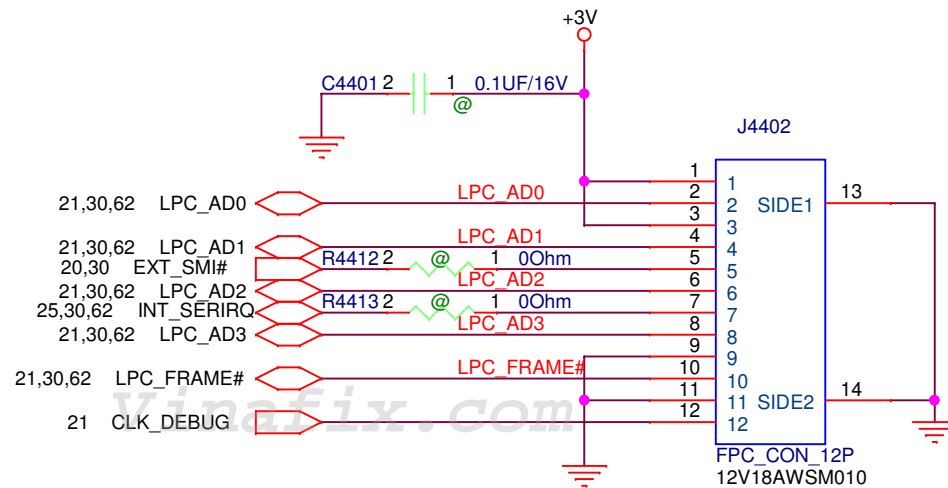 +3V
C4401 2 1 0.1UF/16V
@
J4402
21,30,62 LPC_AD0 LPC_AD0 2 2 SIDE1 13
1 1
3 3
21,30,62 LPC_AD1 LPC_AD1 4 4
20,30 EXT_SMI# R4412 2 @ 1 0Ohm 5 5
21,30,62 LPC_AD2 LPC_AD2 6 6
25,30,62 INT_SERIRQ R4413 2 @ 1 0Ohm 7 7
21,30,62 LPC_AD3 LPC_AD3 8 8
9 9
21,30,62 LPC_FRAME# LPC_FRAME# 10 10
11 11 SIDE2 14
21 CLK_DEBUG 12 12
Vinafix.com
FPC_CON_12P
12V18AWSM010